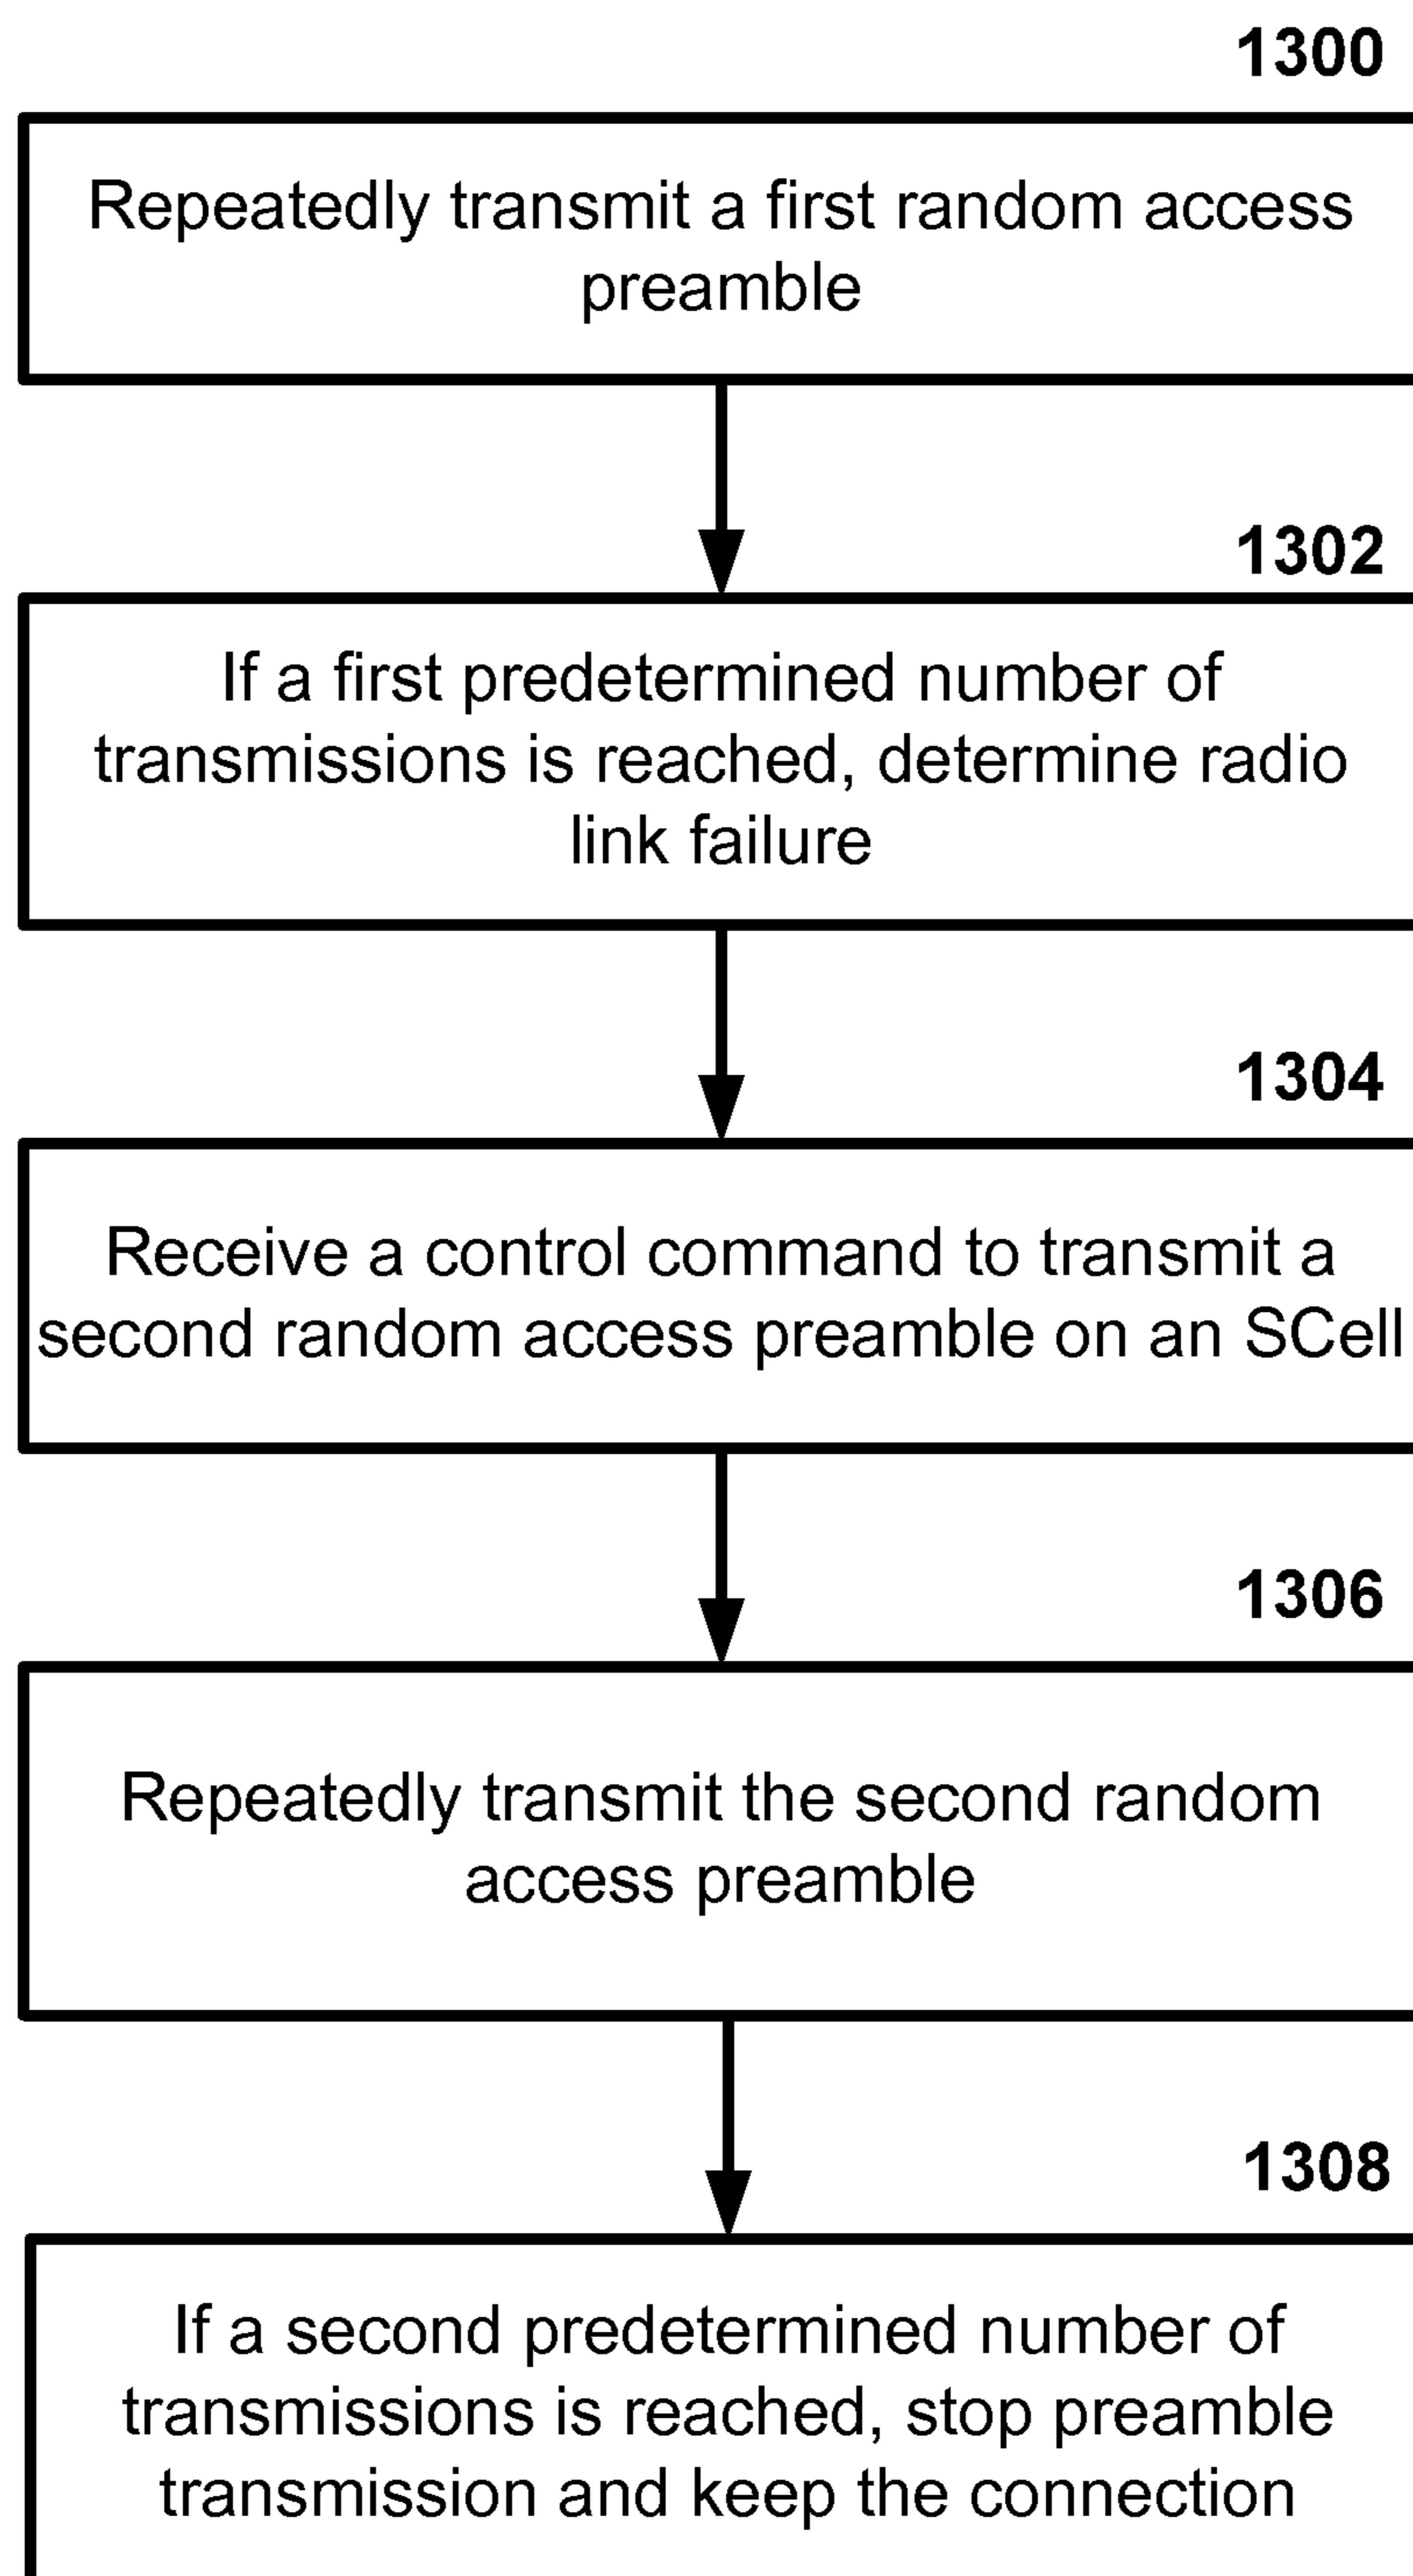 1300
Repeatedly transmit a first random access
preamble
1302
If a first predetermined number of
transmissions is reached, determine radio
link failure
1304
Receive a control command to transmit a
second random access preamble on an SCell
1306
Repeatedly transmit the second random
access preamble
1308
If a second predetermined number of
transmissions is reached, stop preamble
transmission and keep the connection